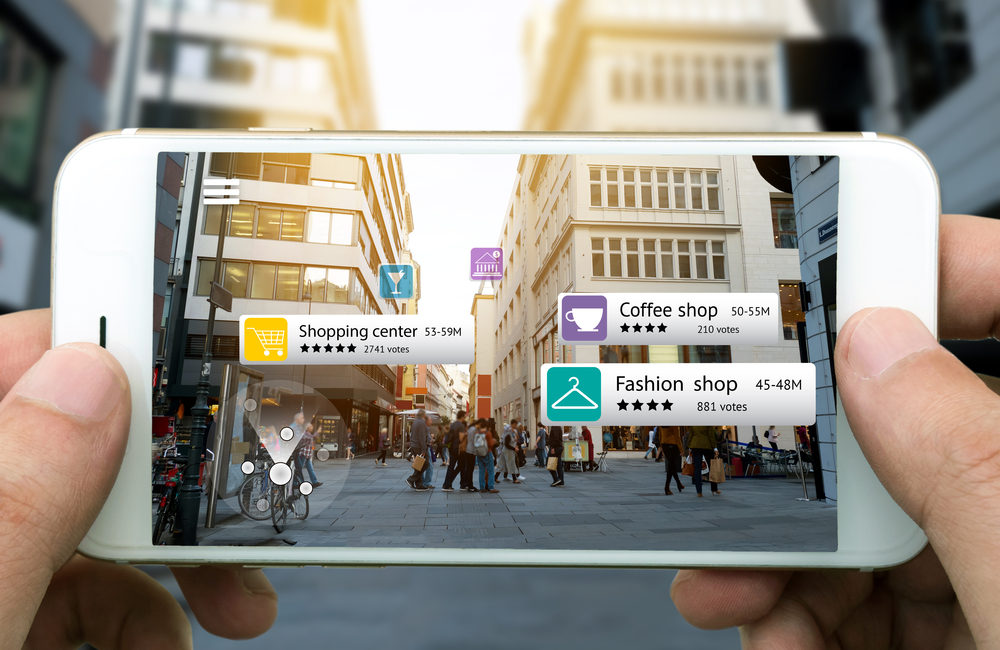 Shopping center 53-59M
2741 votes
Coffee shop 50-55M
210 votes
Fashion shop 45-48M
881 votes